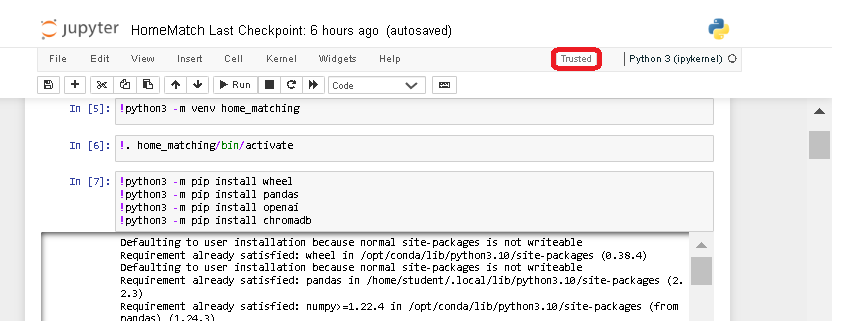 jupyter HomeMatch Last Checkpoint: 6 hours ago (autosaved)
File Edit View Insert Cell Kernel Widgets Help Trusted Python 3 (ipykernel)
Run Code
In [5]: !python3 -m venv home_matching
In [6]: !. home_matching/bin/activate
In [7]: !python3 -m pip install wheel
!python3 -m pip install pandas
!python3 -m pip install openai
!python3 -m pip install chromadb
Defaulting to user installation because normal site-packages is not writeable
Requirement already satisfied: wheel in /opt/conda/lib/python3.10/site-packages (0.38.4)
Defaulting to user installation because normal site-packages is not writeable
Requirement already satisfied: pandas in /home/student/.local/lib/python3.10/site-packages (2.
2.3)
Requirement already satisfied: numpy>=1.22.4 in /opt/conda/lib/python3.10/site-packages (from
pandas) (1.24.3)